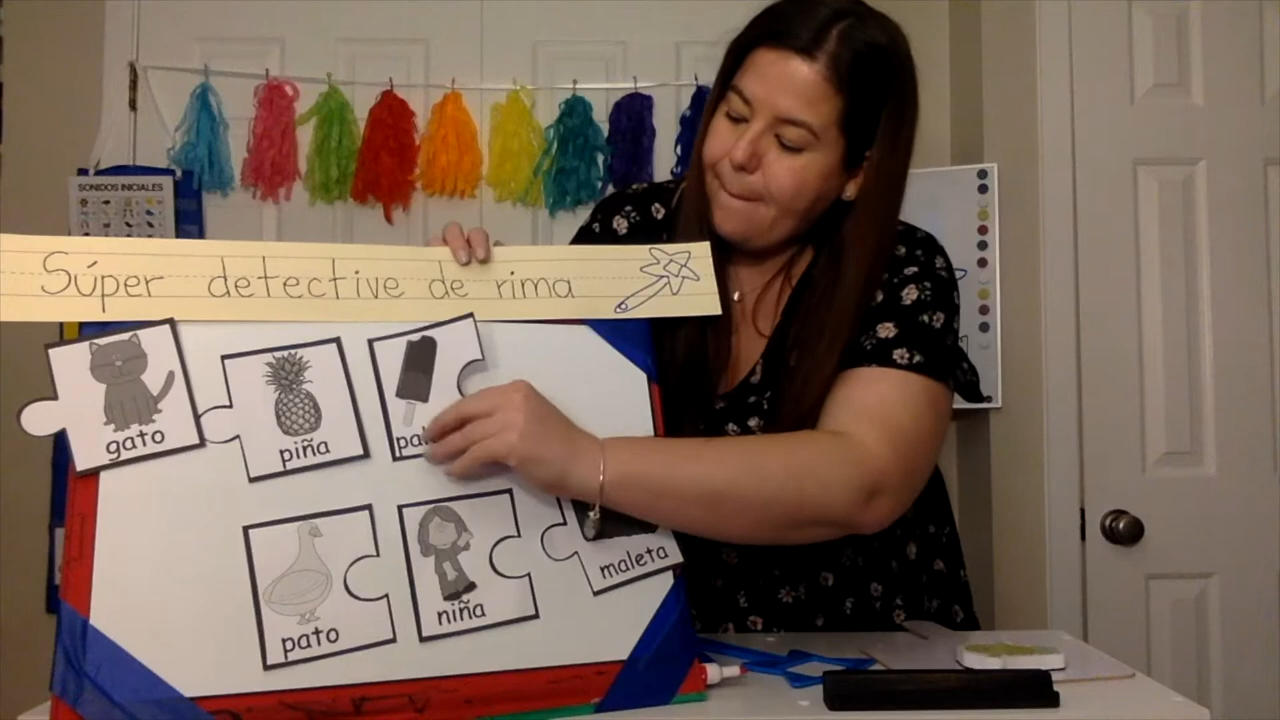 SONIDOS INICIALES
Súper detective de rima
gato
piña
pato
niña
maleta